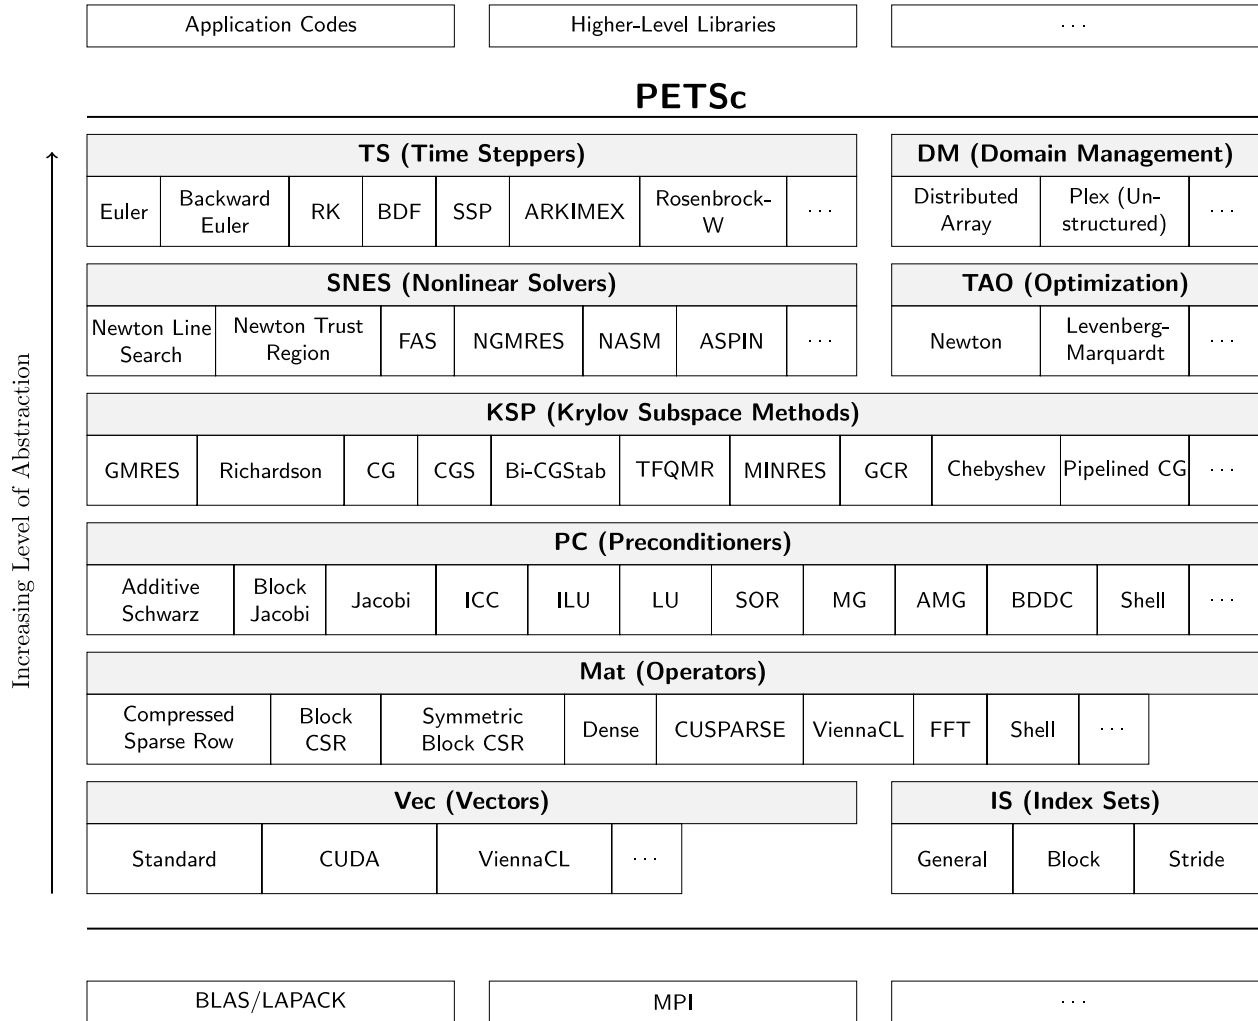 Application Codes
Higher-Level Libraries
· · ·
PETSc
TS (Time Steppers)
Euler
Backward
Euler
RK
BDF
SSP
ARKIMEX
Rosenbrock-
W
· · ·
DM (Domain Management)
Distributed
Array
Plex (Un-
structured)
· · ·
SNES (Nonlinear Solvers)
Newton Line
Search
Newton Trust
Region
FAS
NGMRES
NASM
ASPIN
· · ·
TAO (Optimization)
Newton
Levenberg-
Marquardt
· · ·
KSP (Krylov Subspace Methods)
GMRES
Richardson
CG
CGS
Bi-CGStab
TFQMR
MINRES
GCR
Chebyshev
Pipelined CG
· · ·
PC (Preconditioners)
Additive
Schwarz
Block
Jacobi
Jacobi
ICC
ILU
LU
SOR
MG
AMG
BDDC
Shell
· · ·
Mat (Operators)
Compressed
Sparse Row
Block
CSR
Symmetric
Block CSR
Dense
CUSPARSE
ViennaCL
FFT
Shell
· · ·
Vec (Vectors)
Standard
CUDA
ViennaCL
· · ·
IS (Index Sets)
General
Block
Stride
Increasing Level of Abstraction
BLAS/LAPACK
MPI
· · ·